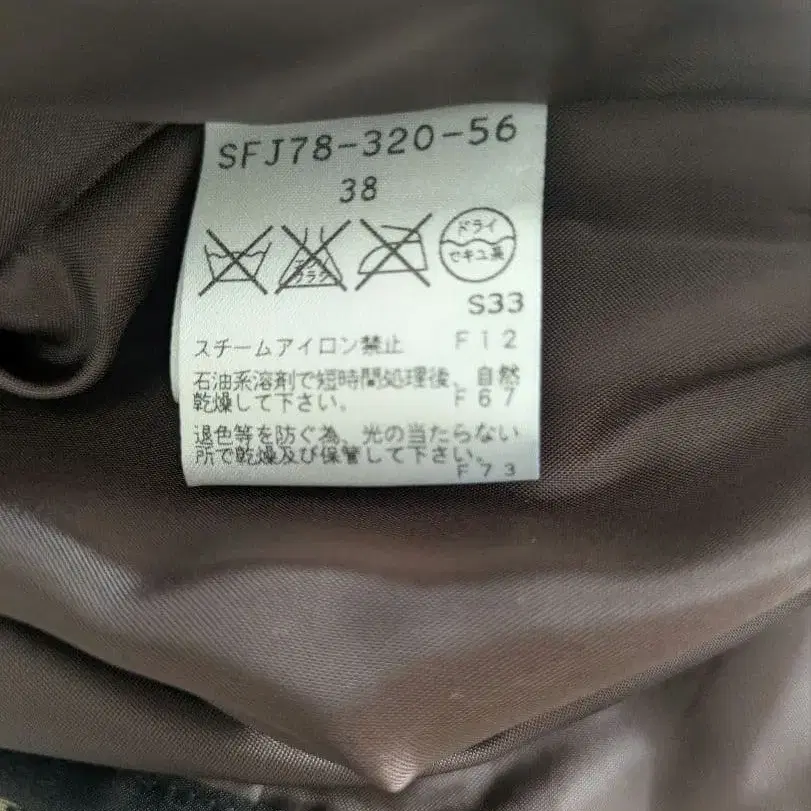 SFJ78-320-56
38
ドライ
セキユ系
S33
スチームアイロン禁止 F12
石油系溶剤で短時間処理後、自然
乾燥して下さい。 F67
退色等を防ぐ為、光の当たらない
所で乾燥及び保管して下さい。
F73